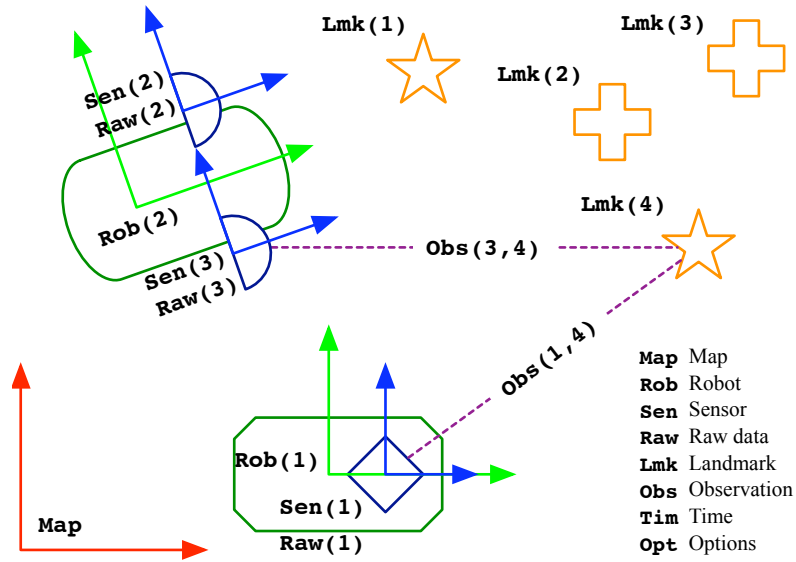 Lmk(1)
Lmk(3)
Lmk(2)
Sen(2)
Raw(2)
Lmk(4)
Rob(2)
Obs(3,4)
Sen(3)
Raw(3)
Obs(1,4)
Map Map
Rob Robot
Sen Sensor
Raw Raw data
Lmk Landmark
Obs Observation
Tim Time
Opt Options
Rob(1)
Sen(1)
Raw(1)
Map